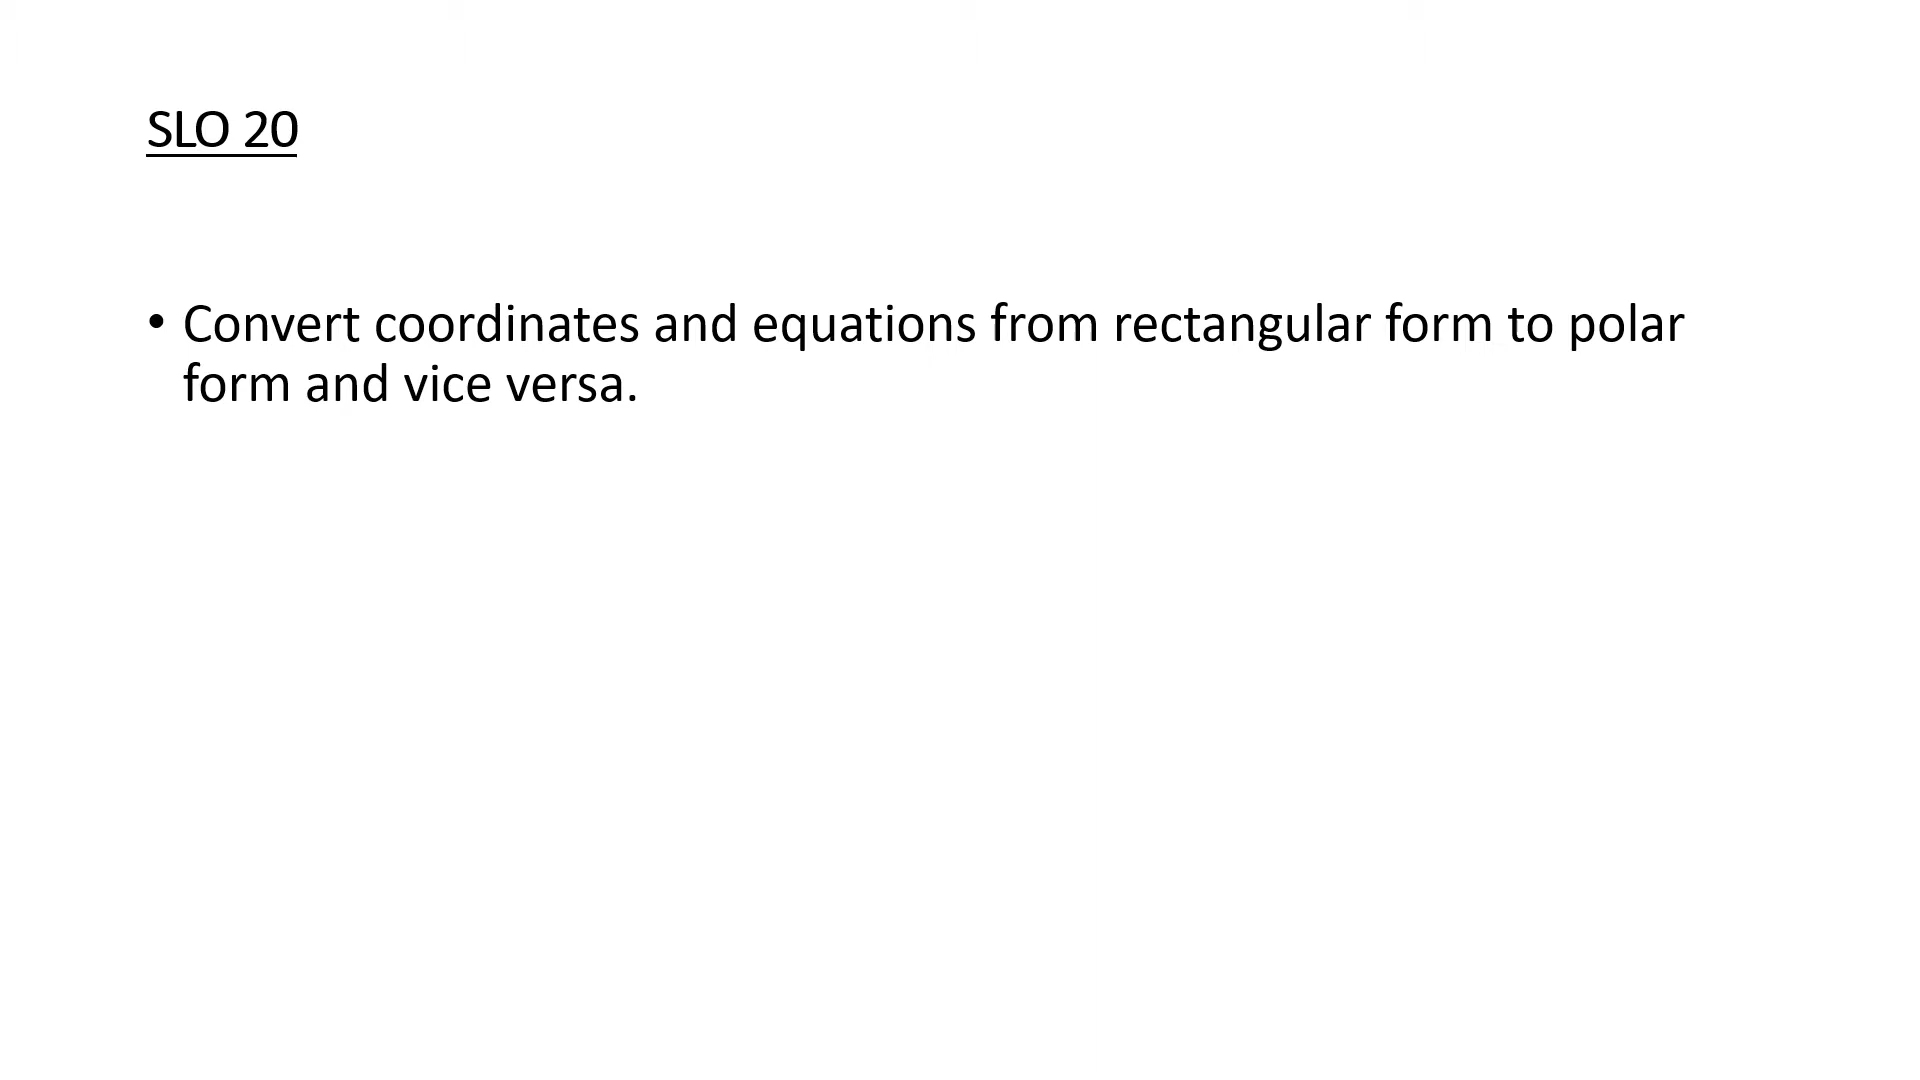 SLO 20
• Convert coordinates and equations from rectangular form to polar
form and vice versa.